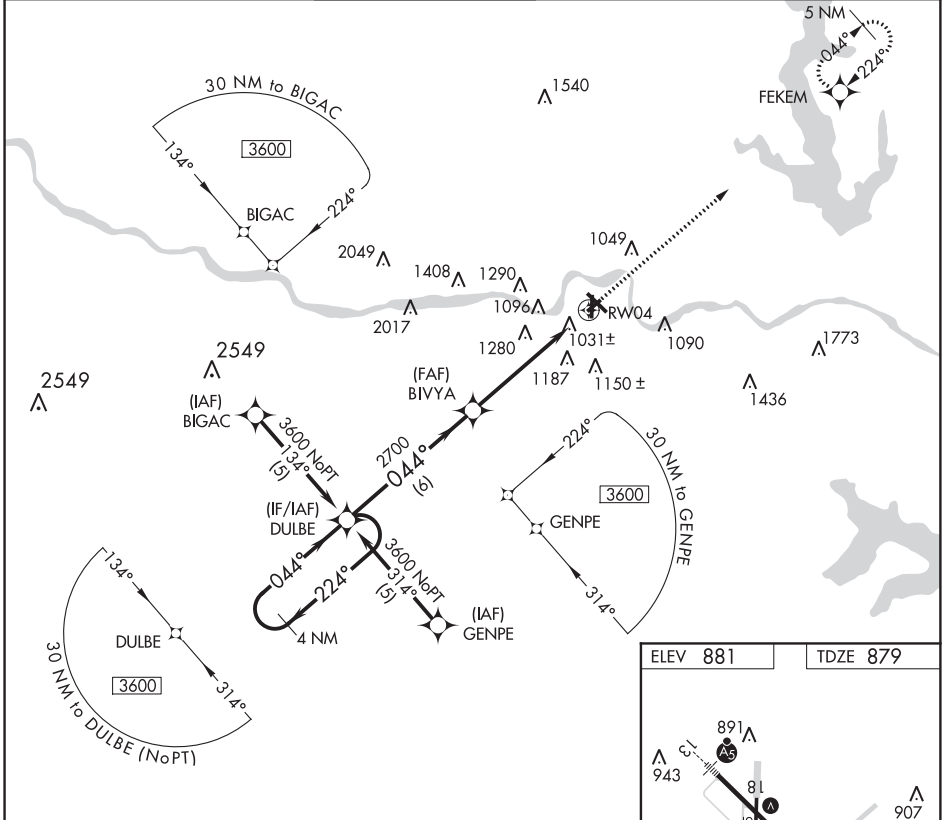 5 NM
044°
224°
FEKEM
30 NM to BIGAC
3600
134°
224°
BIGAC
1540
2049
1408
1290
1049
1096
RW04
2017
1280
1031±
1090
1773
1187
1150 ±
1436
2549
2549
(IAF)
BIGAC
3600 NoPT
134°
(5)
(FAF)
BIVYA
2700
044°
(6)
(IF/IAF)
DULBE
044°
224°
4 NM
3600 NoPT
314°
(5)
(IAF)
GENPE
224°
30 NM to GENPE
3600
GENPE
314°
134°
DULBE
3600
314°
30 NM to DULBE (NoPT)
ELEV 881
TDZE 879
891
A5
13
943
18
V
907